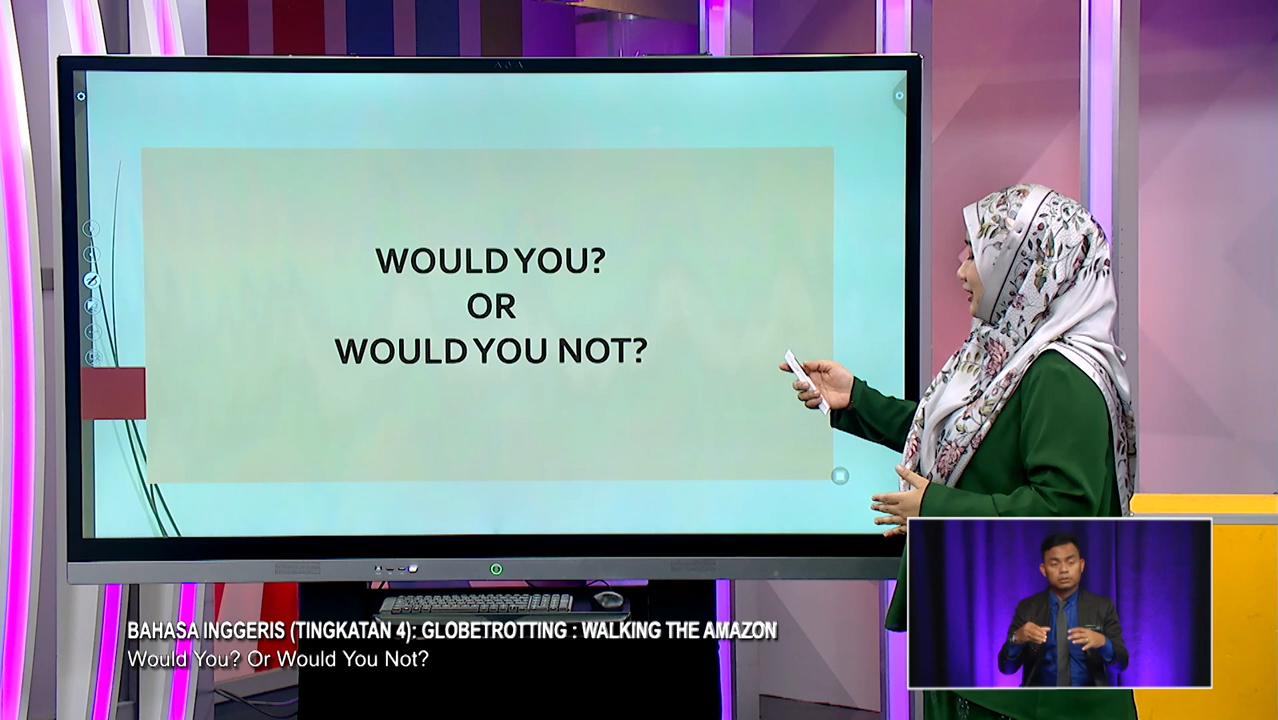 WOULD YOU?
OR
WOULD YOU NOT?
BAHASA INGGERIS (TINGKATAN 4): GLOBETROTTING : WALKING THE AMAZON
Would You? Or Would You Not?